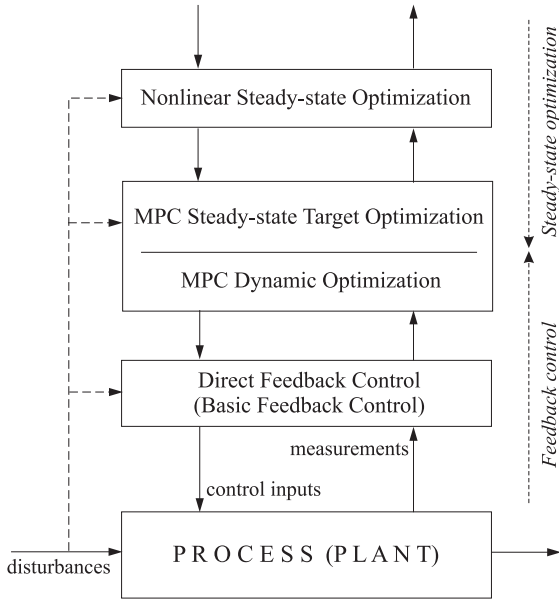 Nonlinear Steady-state Optimization
Steady-state optimization
MPC Steady-state Target Optimization
MPC Dynamic Optimization
Feedback control
Direct Feedback Control
(Basic Feedback Control)
measurements
control inputs
PROCESS (PLANT)
disturbances